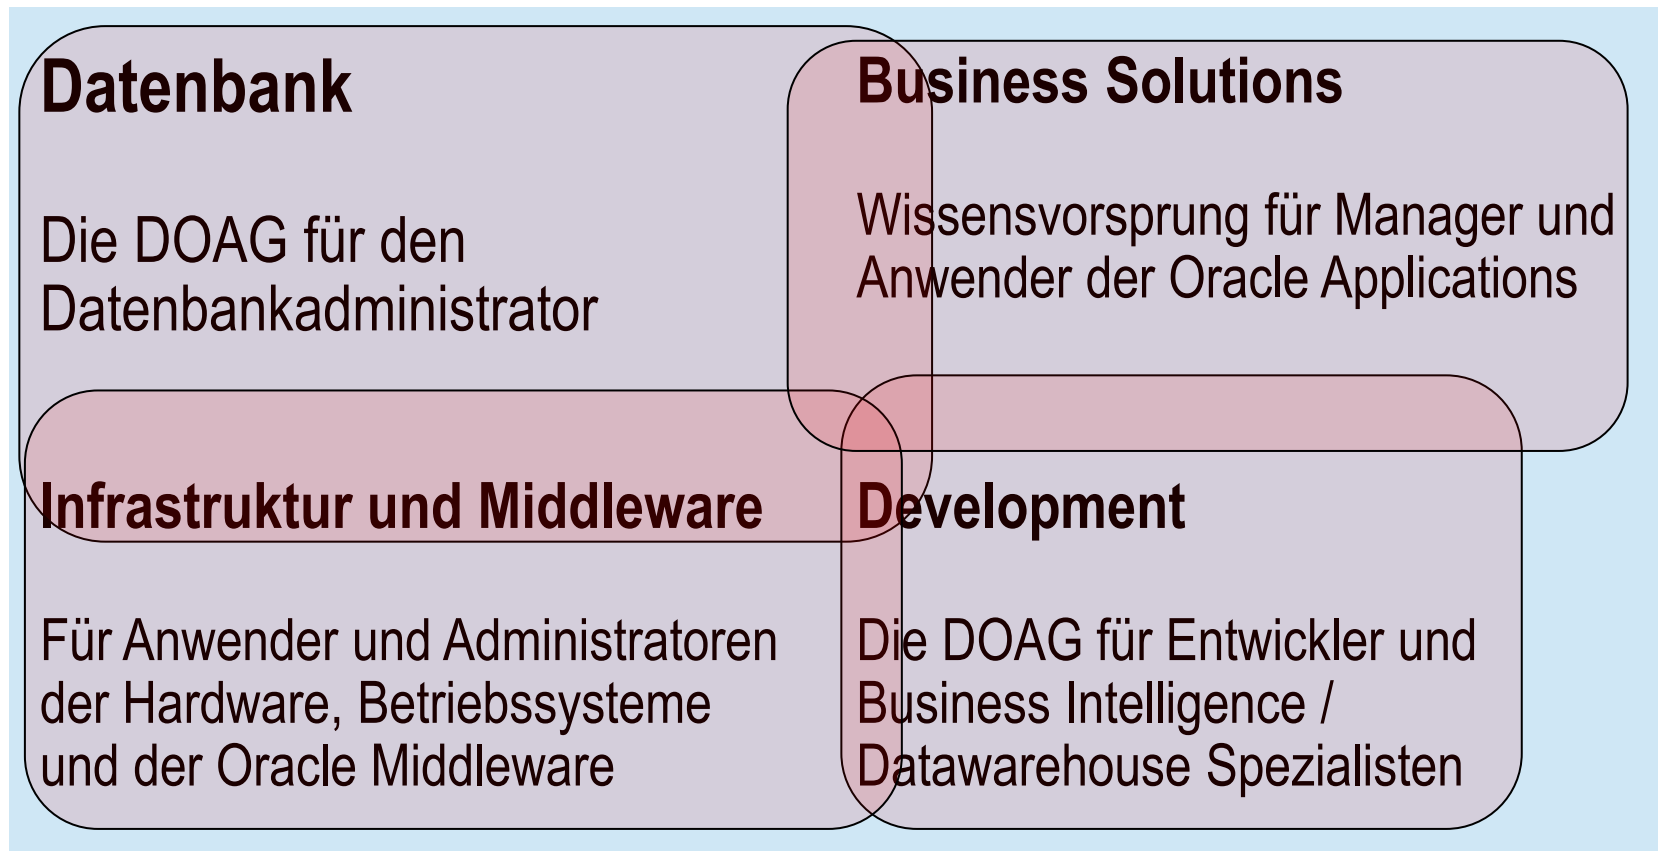 Datenbank
Die DOAG für den
Datenbankadministrator
Business Solutions
Wissensvorsprung für Manager und
Anwender der Oracle Applications
Infrastruktur und Middleware
Für Anwender und Administratoren
der Hardware, Betriebssysteme
und der Oracle Middleware
Development
Die DOAG für Entwickler und
Business Intelligence /
Datawarehouse Spezialisten